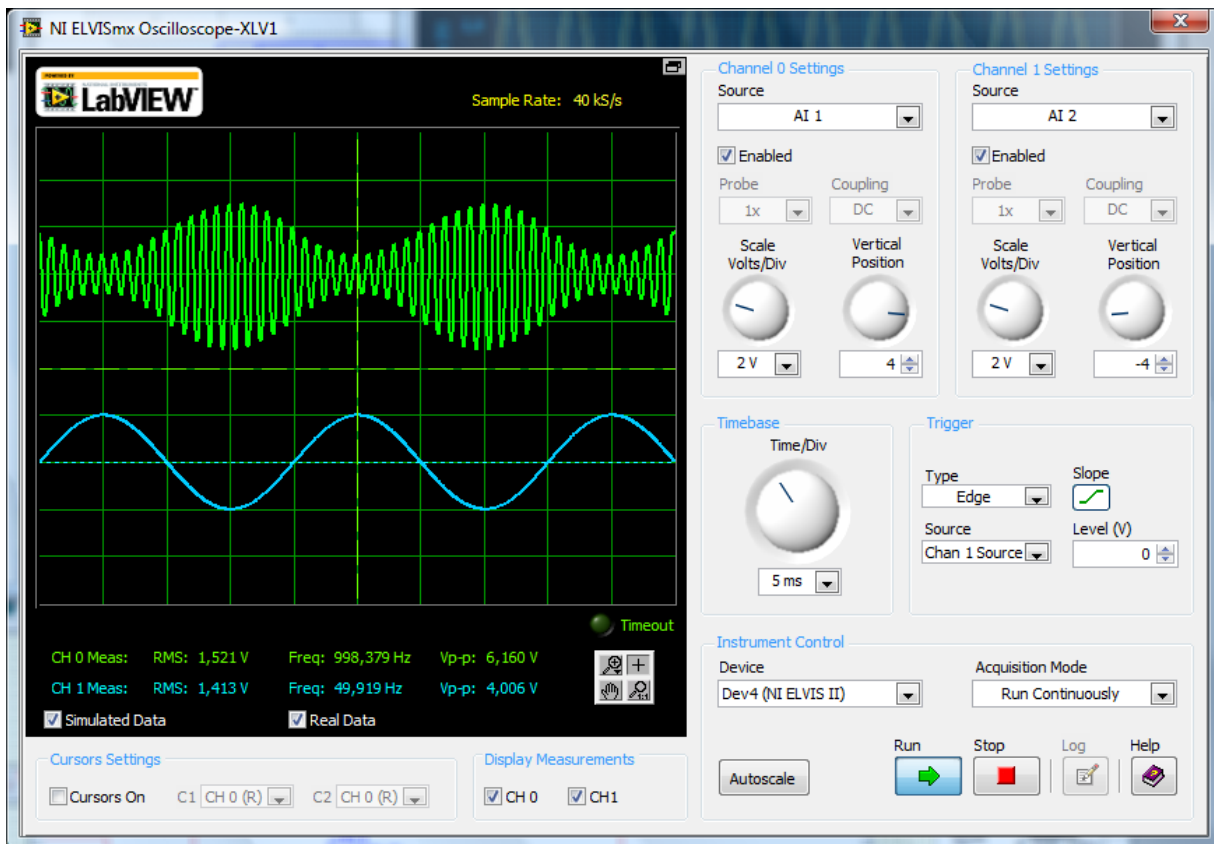 NI ELVISmx Oscilloscope-XLV1
POWERED BY
LabVIEW
Sample Rate: 40 kS/s
CH 0 Meas: RMS: 1,521 V Freq: 998,379 Hz Vp-p: 6,160 V
CH 1 Meas: RMS: 1,413 V Freq: 49,919 Hz Vp-p: 4,006 V
Timeout
Simulated Data Real Data
Cursors Settings
Cursors On C1 CH 0 (R) C2 CH 0 (R)
Display Measurements
CH 0 CH1
Channel 0 Settings
Source
AI 1
Enabled
Probe Coupling
1x DC
Scale Vertical
Volts/Div Position
2 V 4
Channel 1 Settings
Source
AI 2
Enabled
Probe Coupling
1x DC
Scale Vertical
Volts/Div Position
2 V -4
Timebase
Time/Div
5 ms
Trigger
Type Slope
Edge
Source Level (V)
Chan 1 Source 0
Instrument Control
Device Acquisition Mode
Dev4 (NI ELVIS II) Run Continuously
Run Stop Log Help
Autoscale